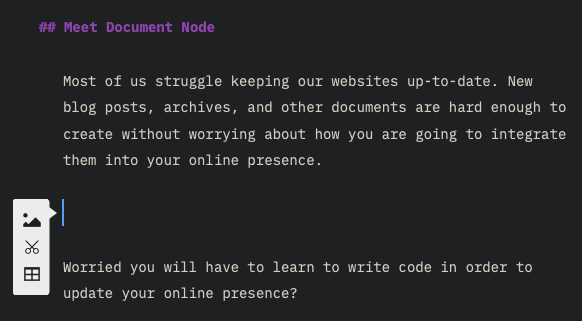 ## Meet Document Node
Most of us struggle keeping our websites up-to-date. New
blog posts, archives, and other documents are hard enough to
create without worrying about how you are going to integrate
them into your online presence.
Worried you will have to learn to write code in order to
update your online presence?